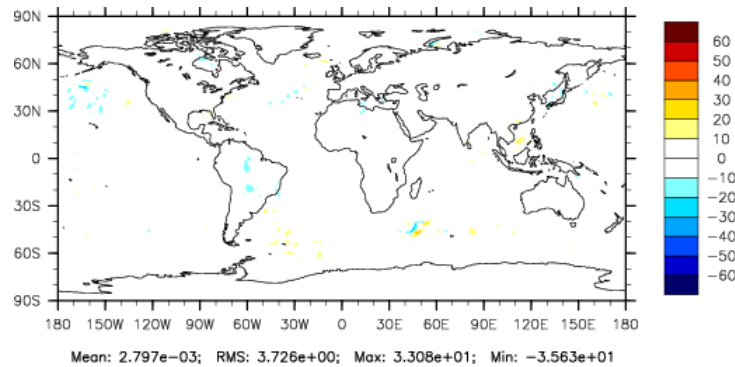 90N
60N
30N
0
30S
60S
90S
180 150W 120W 90W 60W 30W 0 30E 60E 90E 120E 150E 180
60
50
40
30
20
10
0
−10
−20
−30
−40
−50
−60
Mean: 2.797e−03; RMS: 3.726e+00; Max: 3.308e+01; Min: −3.563e+01